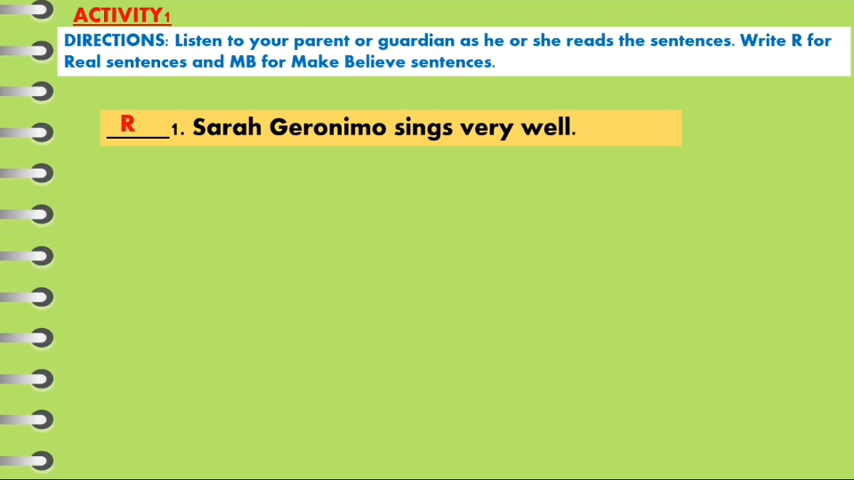 ACTIVITY1
DIRECTIONS: Listen to your parent or guardian as he or she reads the sentences. Write R for
Real sentences and MB for Make Believe sentences.
__R__1. Sarah Geronimo sings very well.